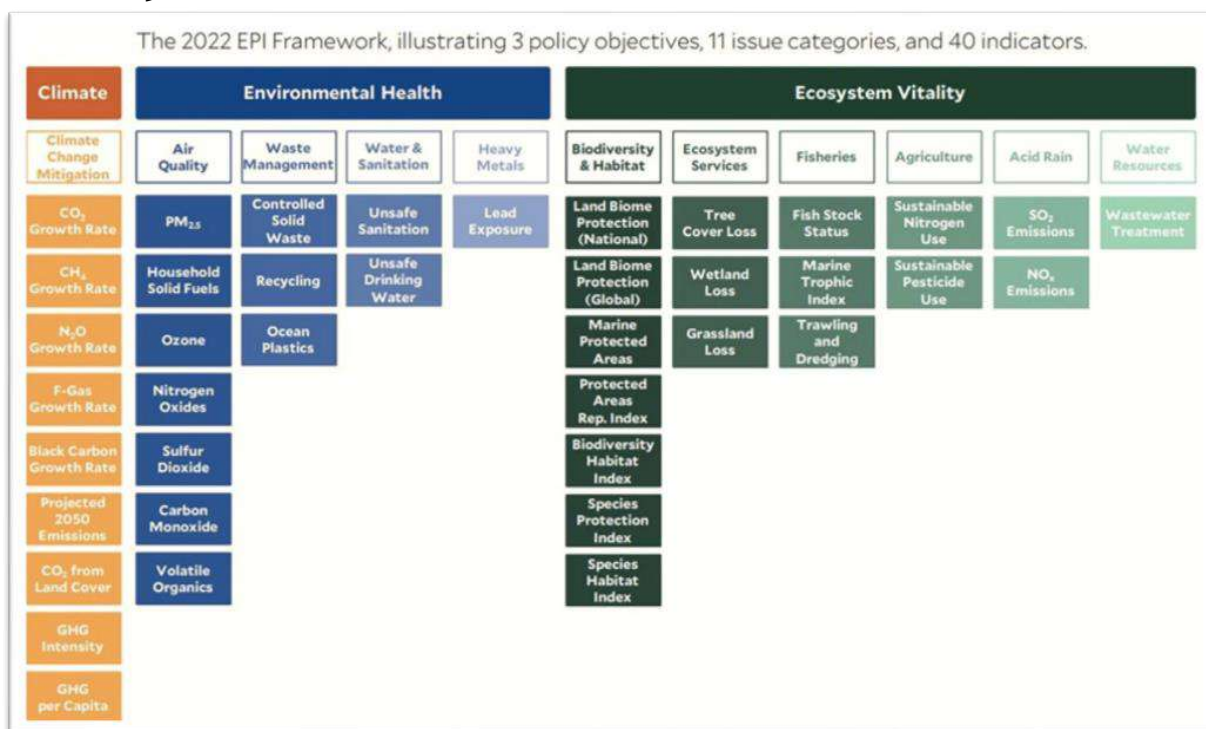 The 2022 EPI Framework, illustrating 3 policy objectives, 11 issue categories, and 40 indicators.
Climate
Environmental Health
Ecosystem Vitality
Climate
Change
Mitigation
Air
Quality
Waste
Management
Water &
Sanitation
Heavy
Metals
Biodiversity
& Habitat
Ecosystem
Services
Fisheries
Agriculture
Acid Rain
Water
Resources
CO₂
Growth Rate
PM₂.₅
Controlled
Solid
Waste
Unsafe
Sanitation
Lead
Exposure
Land Biome
Protection
(National)
Tree
Cover Loss
Fish Stock
Status
Sustainable
Nitrogen
Use
SO₂
Emissions
Wastewater
Treatment
CH₄
Growth Rate
Household
Solid Fuels
Recycling
Unsafe
Drinking
Water
Land Biome
Protection
(Global)
Wetland
Loss
Marine
Trophic
Index
Sustainable
Pesticide
Use
NOₓ
Emissions
N₂O
Growth Rate
Ozone
Ocean
Plastics
Marine
Protected
Areas
Grassland
Loss
Trawling
and
Dredging
F-Gas
Growth Rate
Nitrogen
Oxides
Protected
Areas
Rep. Index
Black Carbon
Growth Rate
Sulfur
Dioxide
Biodiversity
Habitat
Index
Projected
2050
Emissions
Carbon
Monoxide
Species
Protection
Index
CO₂ from
Land Cover
Volatile
Organics
Species
Habitat
Index
GHG
Intensity
GHG
per Capita